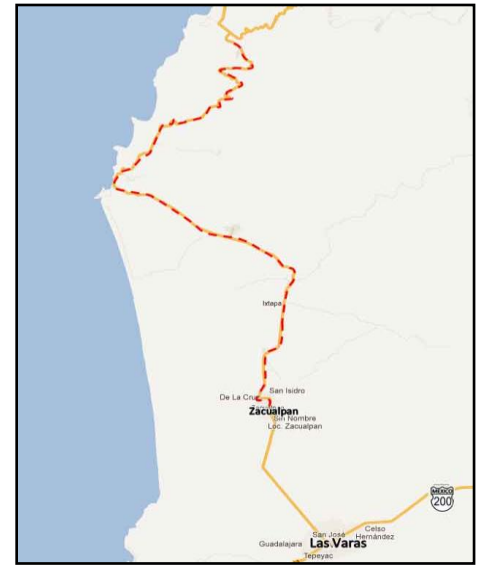 Ixtapa
San Isidro
De La Cruz
Zacualpan
Sin Nombre
Loc. Zacualpan
MÉXICO
200
Celso
Hernández
San José
Guadalajara
Las Varas
Tepeyac